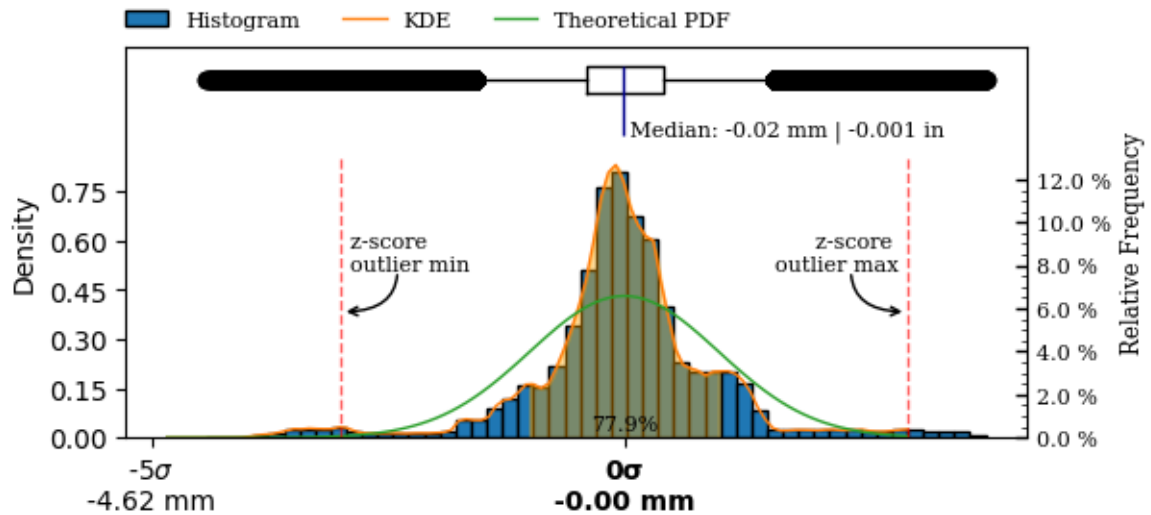 Histogram
KDE
Theoretical PDF
Median: -0.02 mm | -0.001 in
Density
0.75
0.60
0.45
0.30
0.15
0.00
z-score
outlier min
z-score
outlier max
77.9%
12.0 %
10.0 %
8.0 %
6.0 %
4.0 %
2.0 %
0.0 %
Relative Frequency
-5σ
-4.62 mm
0σ
-0.00 mm